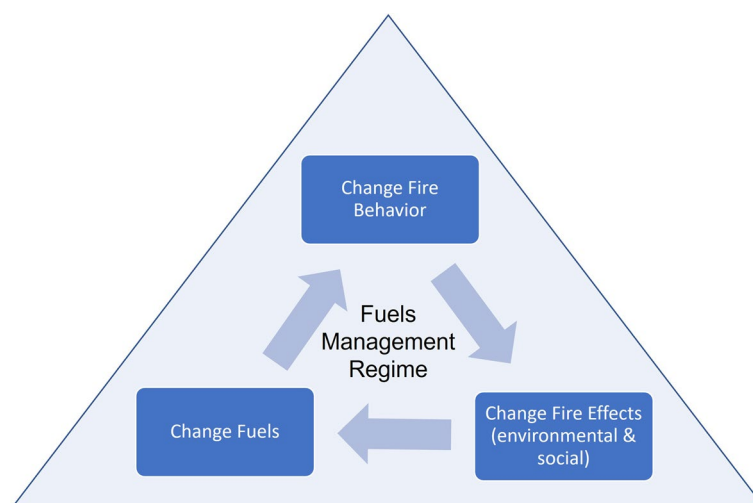 Change Fire
Behavior
Fuels
Management
Regime
Change Fuels
Change Fire Effects
(environmental &
social)